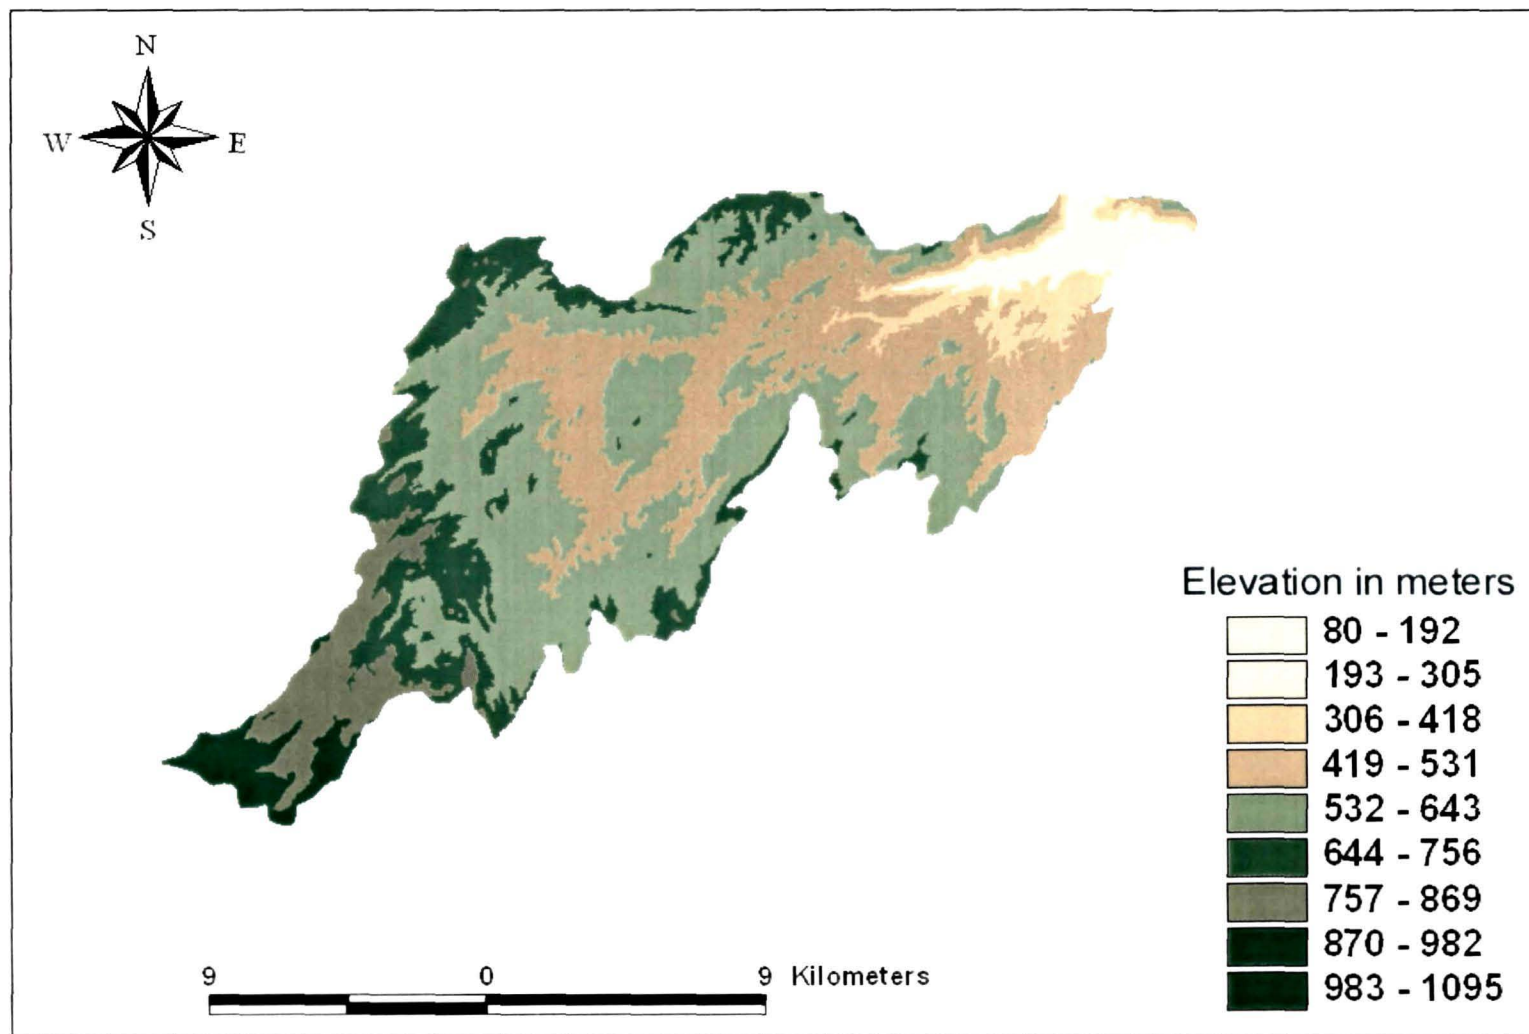 N
W E
S
Elevation in meters
80 - 192
193 - 305
306 - 418
419 - 531
532 - 643
644 - 756
757 - 869
870 - 982
983 - 1095
9 0 9 Kilometers